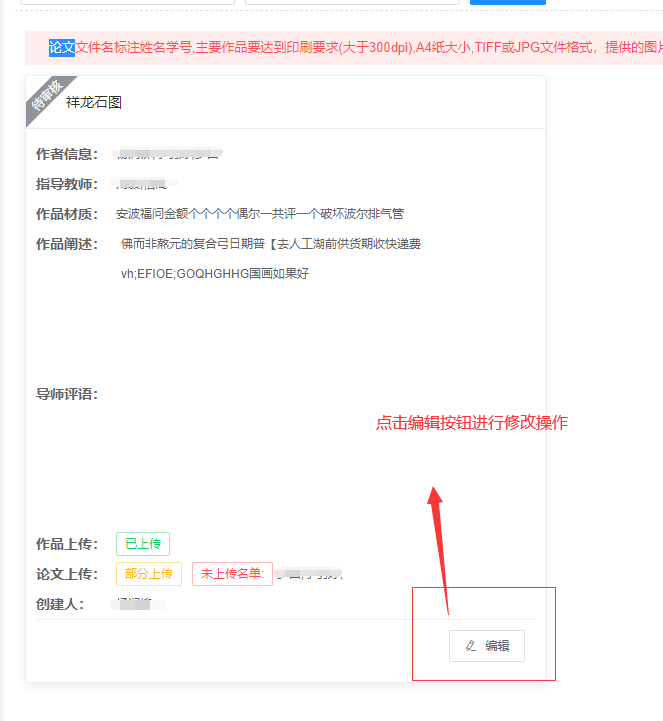 论文文件名标注姓名学号,主要作品要达到印刷要求(大于300dpi),A4纸大小,TIFF或JPG文件格式，提供的图片
待审核
祥龙石图
作者信息：
指导教师：
作品材质： 安波福问金额个个个个偶尔一共评一个破坏波尔排气管
作品阐述： 佛而非熬元的复合弓日期普【去人工湖前供货期收快递费
vh;EFIOE;GOQHGHHG国画如果好
导师评语：
点击编辑按钮进行修改操作
作品上传： 已上传
论文上传： 部分上传 未上传名单:
创建人：
编辑